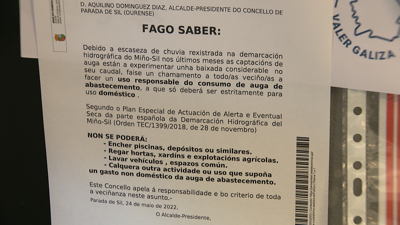 D. AQUILINO DOMINGUEZ DIAZ, ALCALDE-PRESIDENTE DO CONCELLO DE
PARADA DE SIL (OURENSE)
FAGO SABER:
Debido a escaseza de chuvia rexistrada na demarcación
hidrográfica do Miño-Sil nos últimos meses as captacións de
auga están a experimentar unha baixada considerable no
seu caudal, faise un chamamento a todo/as veciño/as a
facer un uso responsable do consumo de auga de
abastecemento, a que só deberá ser estritamente para
uso doméstico .
Segundo o Plan Especial de Actuación de Alerta e Eventual
Seca da parte española da Demarcación Hidrográfica del
Miño-Sil (Orden TEC/1399/2018, de 28 de novembro)
NON SE PODERÁ:
- Encher piscinas, depósitos ou similares.
- Regar hortas, xardíns e explotacións agrícolas.
- Lavar vehículos , espazos común.
- Calquera outra actividade ou uso que supoña
un gasto non doméstico da auga de abastecemento.
Este Concello apela á responsabilidade e bo criterio de toda
a veciñanza neste asunto.-
Parada de Sil, 24 de maio de 2022.
O Alcalde-Presidente,
VALER GALIZA